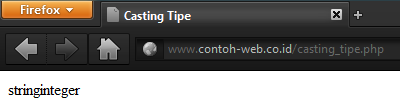 Firefox
Casting Tipe
www.contoh-web.co.id/casting_tipe.php
stringinteger